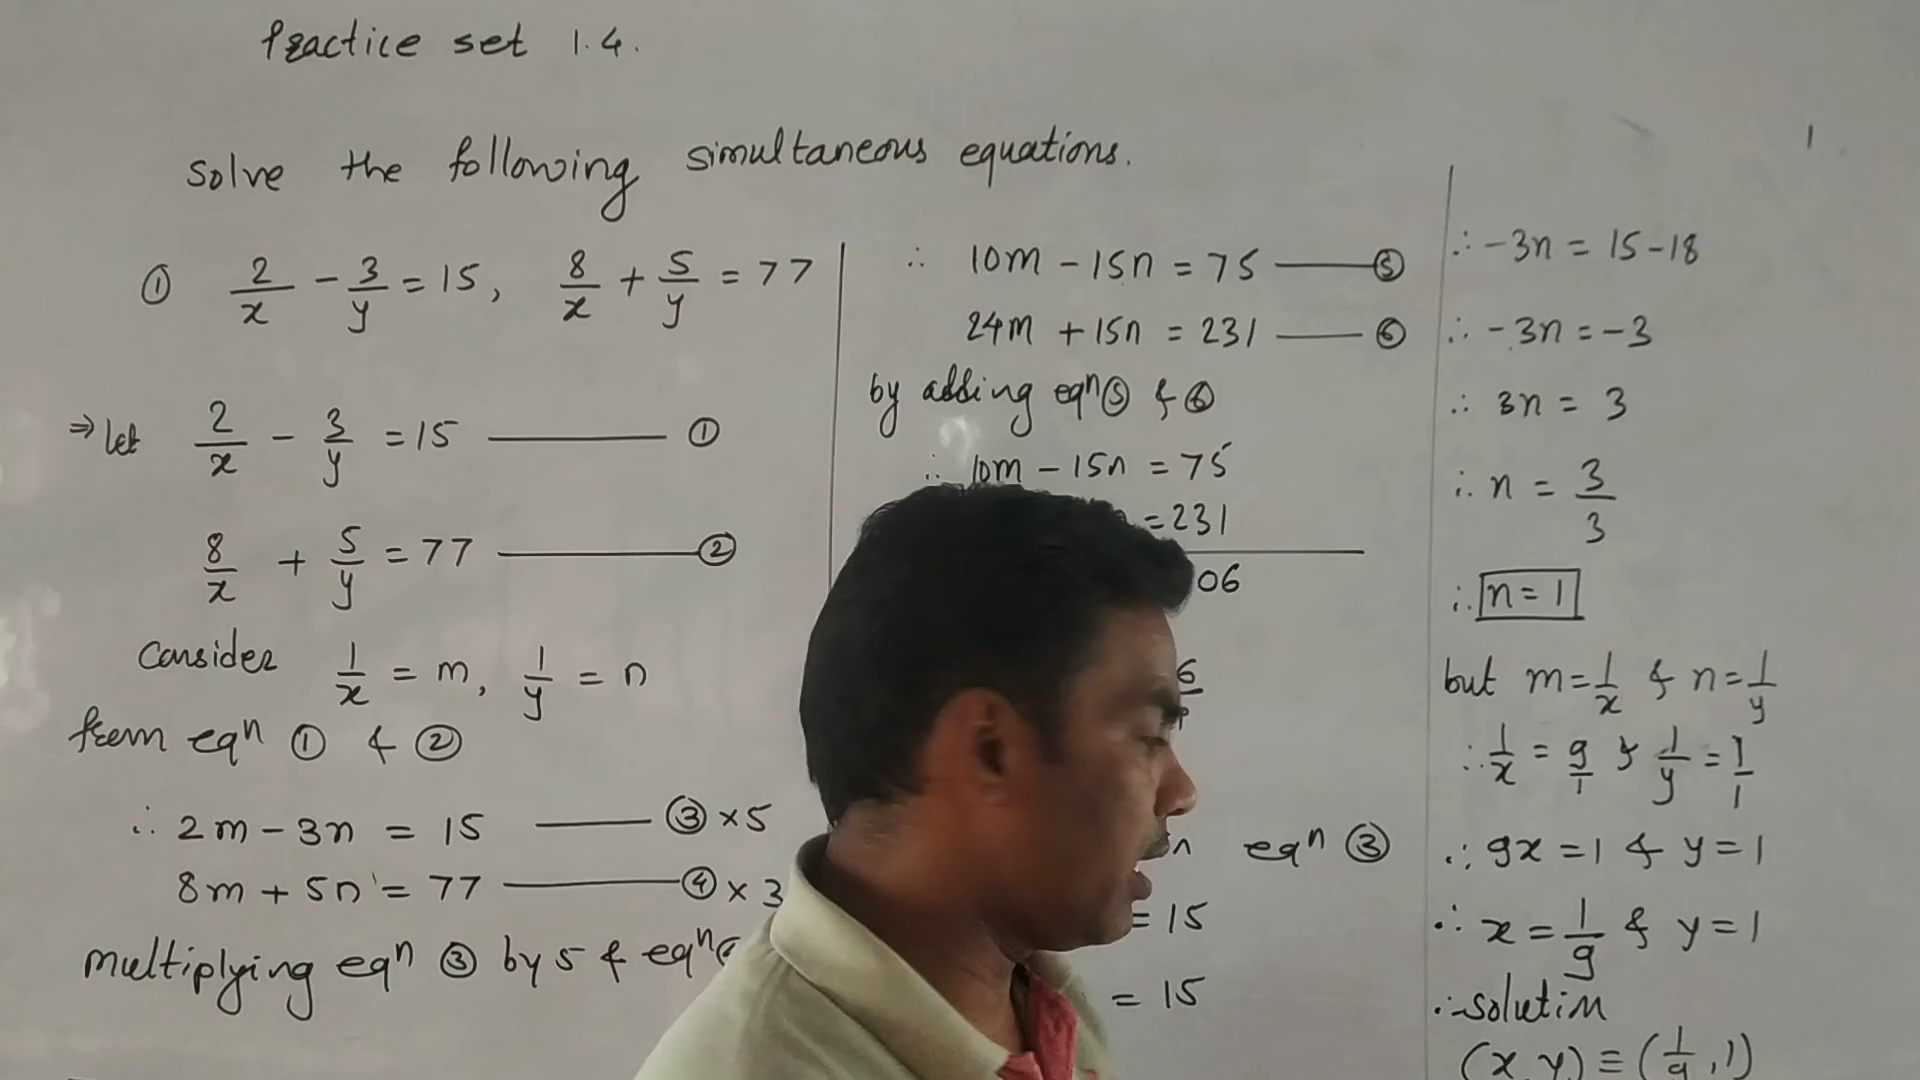 Practice set 1.4.
solve the following simultaneous equations.
① 2/x - 3/y = 15, 8/x + 5/y = 77
⇒ let 2/x - 3/y = 15 ——— ①
8/x + 5/y = 77 ——— ②
Consider 1/x = m, 1/y = n
from eqⁿ ① & ②
∴ 2m - 3n = 15 ——— ③ × 5
8m + 5n = 77 ——— ④ × 3
multiplying eqⁿ ③ by 5 & eqⁿ
∴ 10m - 15n = 75 ——— ⑤
24m + 15n = 231 ——— ⑥
by adding eqⁿ ⑤ & ⑥
∴ 10m - 15n = 75
= 231
06
6
eqⁿ ③
= 15
= 15
∴ -3n = 15-18
∴ -3n = -3
∴ 3n = 3
∴ n = 3/3
∴ n = 1
but m = 1/x & n = 1/y
∴ 1/x = 9/1 & 1/y = 1/1
∴ 9x = 1 & y = 1
∴ x = 1/9 & y = 1
∴ solution
(x, y) ≡ (1/9, 1)